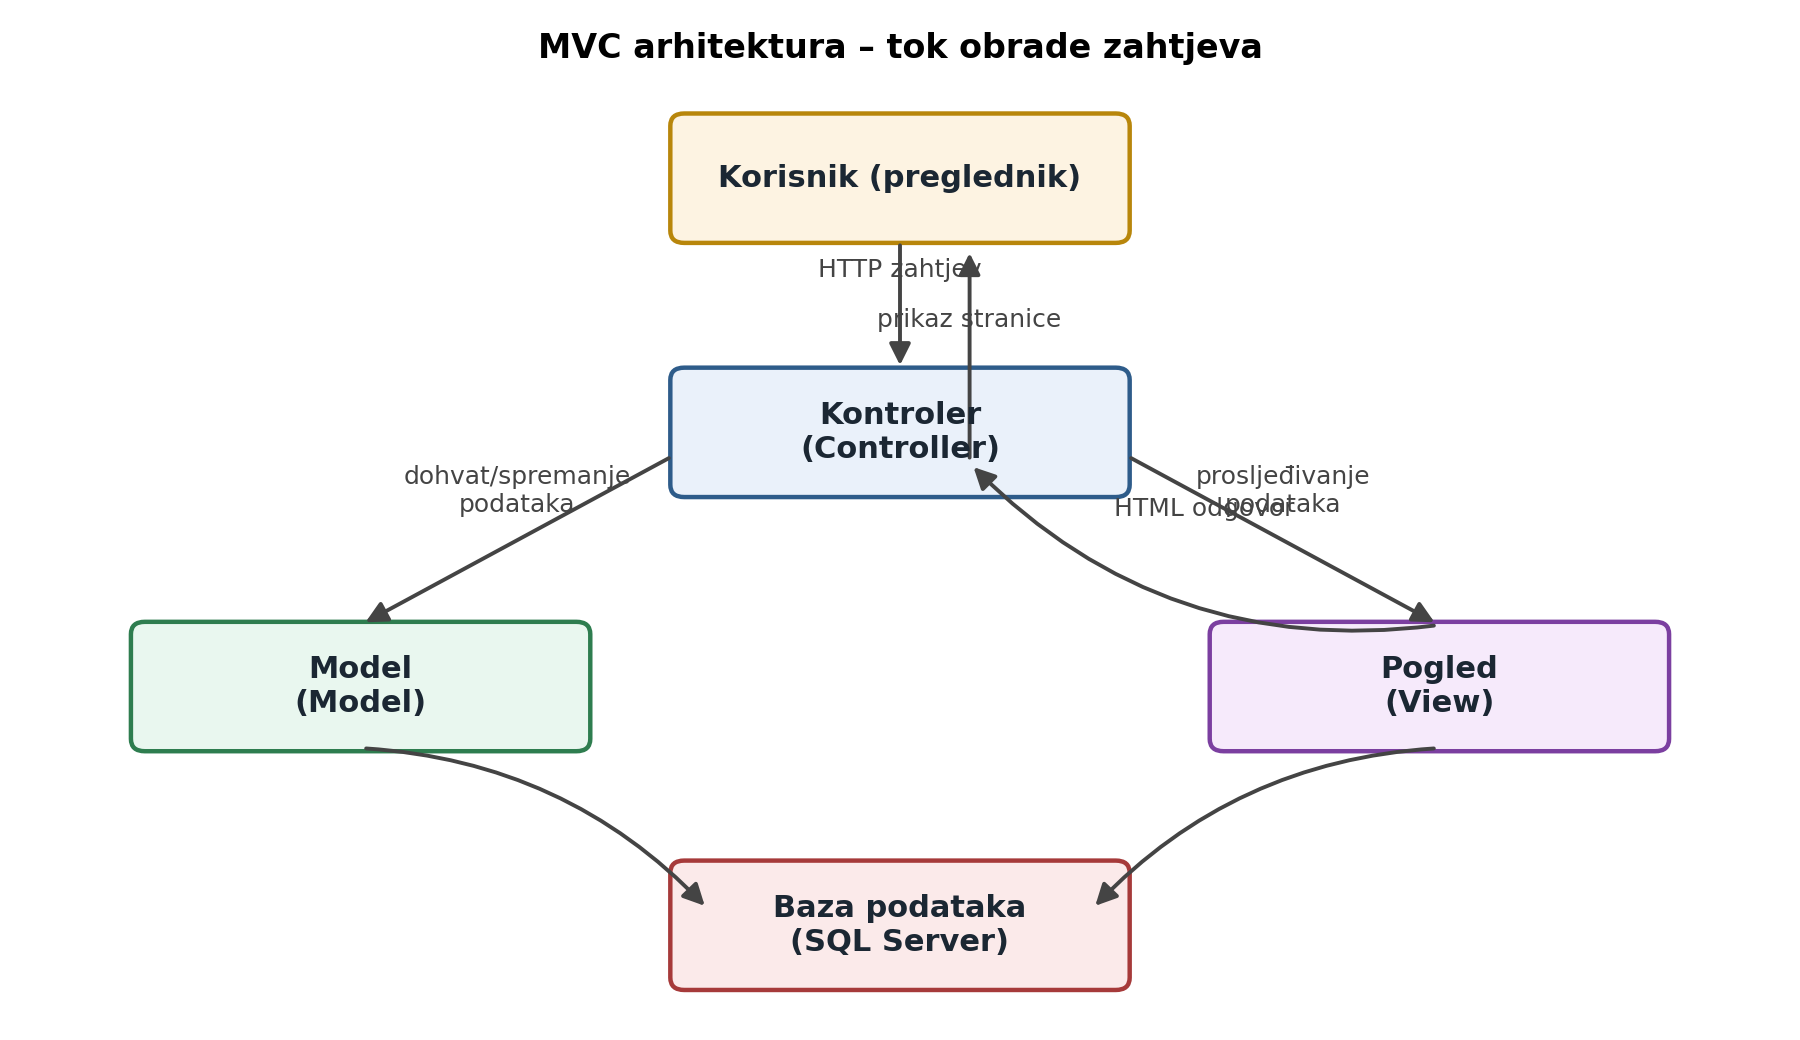 MVC arhitektura – tok obrade zahtjeva
Korisnik (preglednik)
HTTP zahtjev
prikaz stranice
Kontroler
(Controller)
dohvat/spremanje
podataka
prosljeđivanje
podataka
HTML odgovor
Model
(Model)
Pogled
(View)
Baza podataka
(SQL Server)